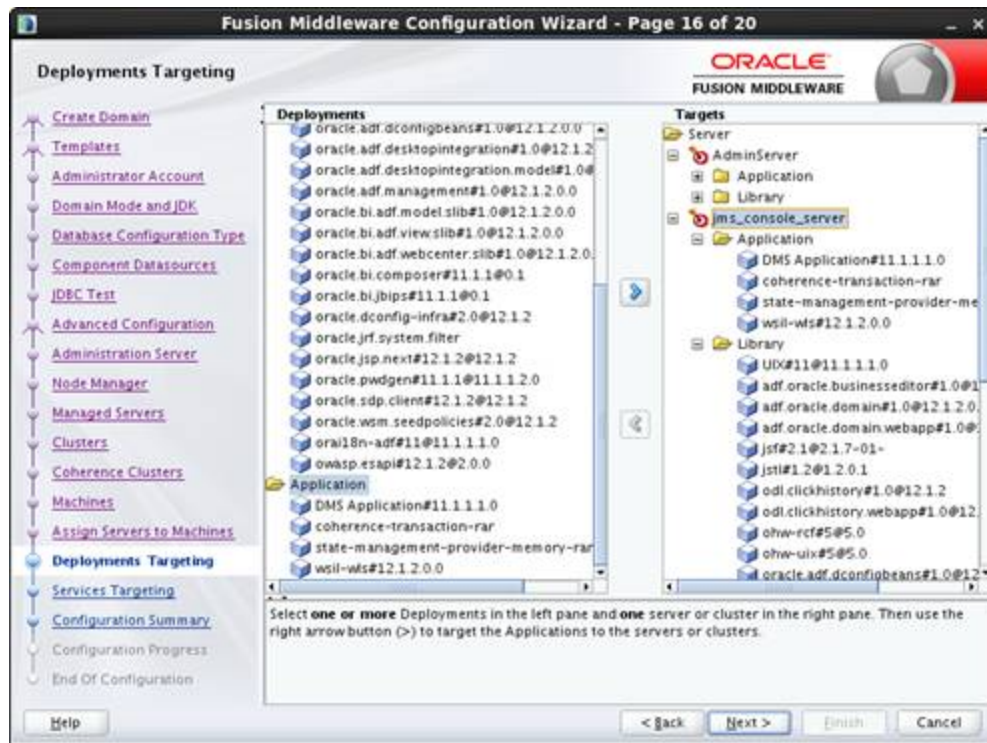 Fusion Middleware Configuration Wizard - Page 16 of 20
Deployments Targeting
ORACLE
FUSION MIDDLEWARE
Create Domain
Templates
Administrator Account
Domain Mode and JDK
Database Configuration Type
Component Datasources
JDBC Test
Advanced Configuration
Administration Server
Node Manager
Managed Servers
Clusters
Coherence Clusters
Machines
Assign Servers to Machines
Deployments Targeting
Services Targeting
Configuration Summary
Configuration Progress
End Of Configuration
Deployments
oracle.adf.dconfigbeans#1.0@12.1.2.0.0
oracle.adf.desktopintegration#1.0@12.1.2
oracle.adf.desktopintegration.model#1.0@
oracle.adf.management#1.0@12.1.2.0.0
oracle.bi.adf.model.slib#1.0@12.1.2.0.0
oracle.bi.adf.view.slib#1.0@12.1.2.0.0
oracle.bi.adf.webcenter.slib#1.0@12.1.2.0.
oracle.bi.composer#11.1.1@0.1
oracle.bi.jbips#11.1.1@0.1
oracle.dconfig-infra#2.0@12.1.2
oracle.jrf.system.filter
oracle.jsp.next#12.1.2@12.1.2
oracle.pwdgen#11.1.1@11.1.1.2.0
oracle.sdp.client#12.1.2@12.1.2
oracle.wsm.seedpolicies#2.0@12.1.2
orai18n-adf#11@11.1.1.1.0
owasp.esapi#12.1.2@2.0.0
Application
DMS Application#11.1.1.1.0
coherence-transaction-rar
state-management-provider-memory-rar
wsil-wls#12.1.2.0.0
Targets
Server
AdminServer
Application
Library
jms_console_server
Application
DMS Application#11.1.1.1.0
coherence-transaction-rar
state-management-provider-me
wsil-wls#12.1.2.0.0
Library
UIX#11@11.1.1.1.0
adf.oracle.businesseditor#1.0@1
adf.oracle.domain#1.0@12.1.2.0.
adf.oracle.domain.webapp#1.0@
jsf#2.1@2.1.7-01-
jstl#1.2@1.2.0.1
odl.clickhistory#1.0@12.1.2
odl.clickhistory.webapp#1.0@12.
ohw-rcf#5@5.0
ohw-uix#5@5.0
oracle.adf.dconfigbeans#1.0@12
Select one or more Deployments in the left pane and one server or cluster in the right pane. Then use the
right arrow button (>) to target the Applications to the servers or clusters.
Help
< Back
Next >
Finish
Cancel